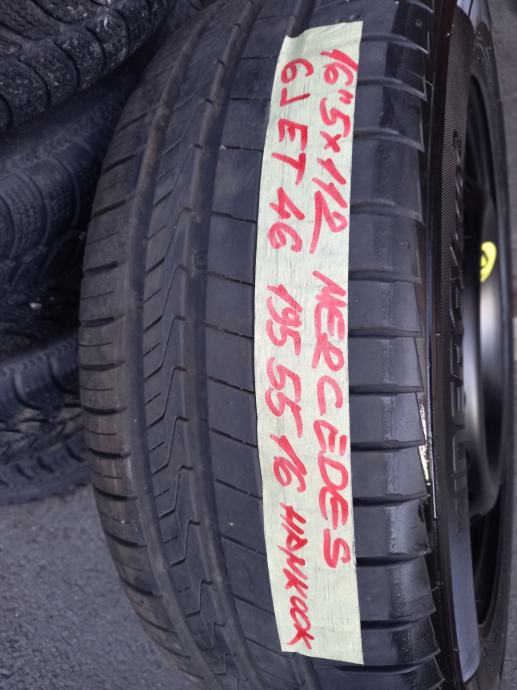 16" 5x112 MERCEDES
6J ET 46 195 55 16 HANKOOK